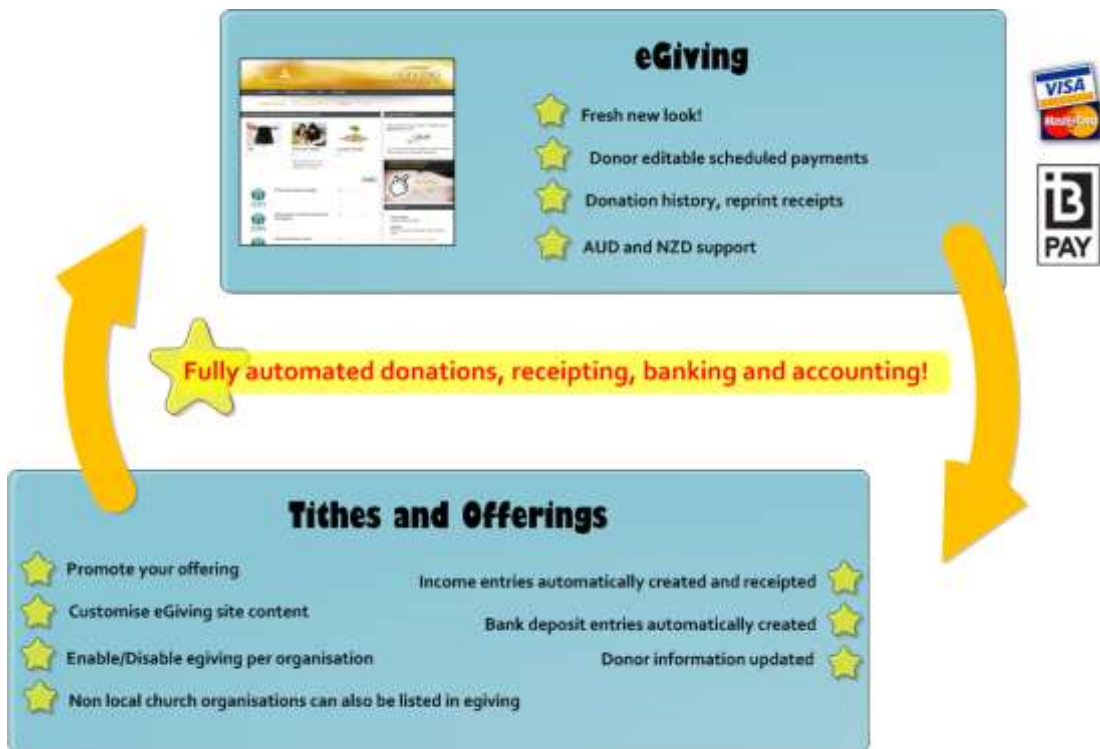 eGiving
Fresh new look!
Donor editable scheduled payments
Donation history, reprint receipts
AUD and NZD support
VISA
MasterCard
B
PAY
Fully automated donations, receipting, banking and accounting!
Tithes and Offerings
Promote your offering
Customise eGiving site content
Enable/Disable egiving per organisation
Non local church organisations can also be listed in egiving
Income entries automatically created and receipted
Bank deposit entries automatically created
Donor information updated